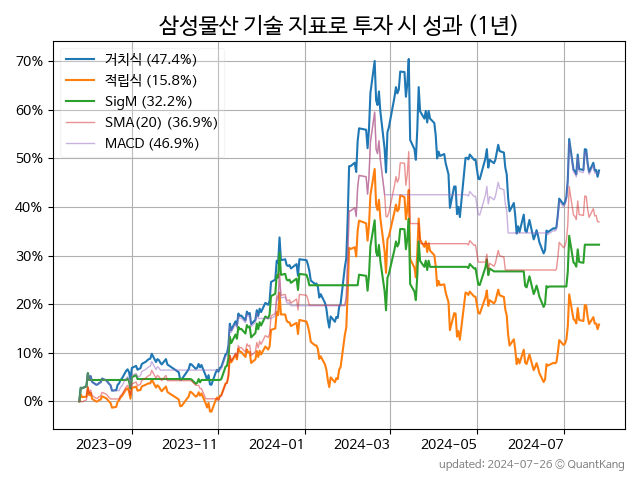 삼성물산 기술 지표로 투자 시 성과 (1년)
거치식 (47.4%)
적립식 (15.8%)
SigM (32.2%)
SMA(20) (36.9%)
MACD (46.9%)
70%
60%
50%
40%
30%
20%
10%
0%
2023-09 2023-11 2024-01 2024-03 2024-05 2024-07
updated: 2024-07-26 © QuantKang